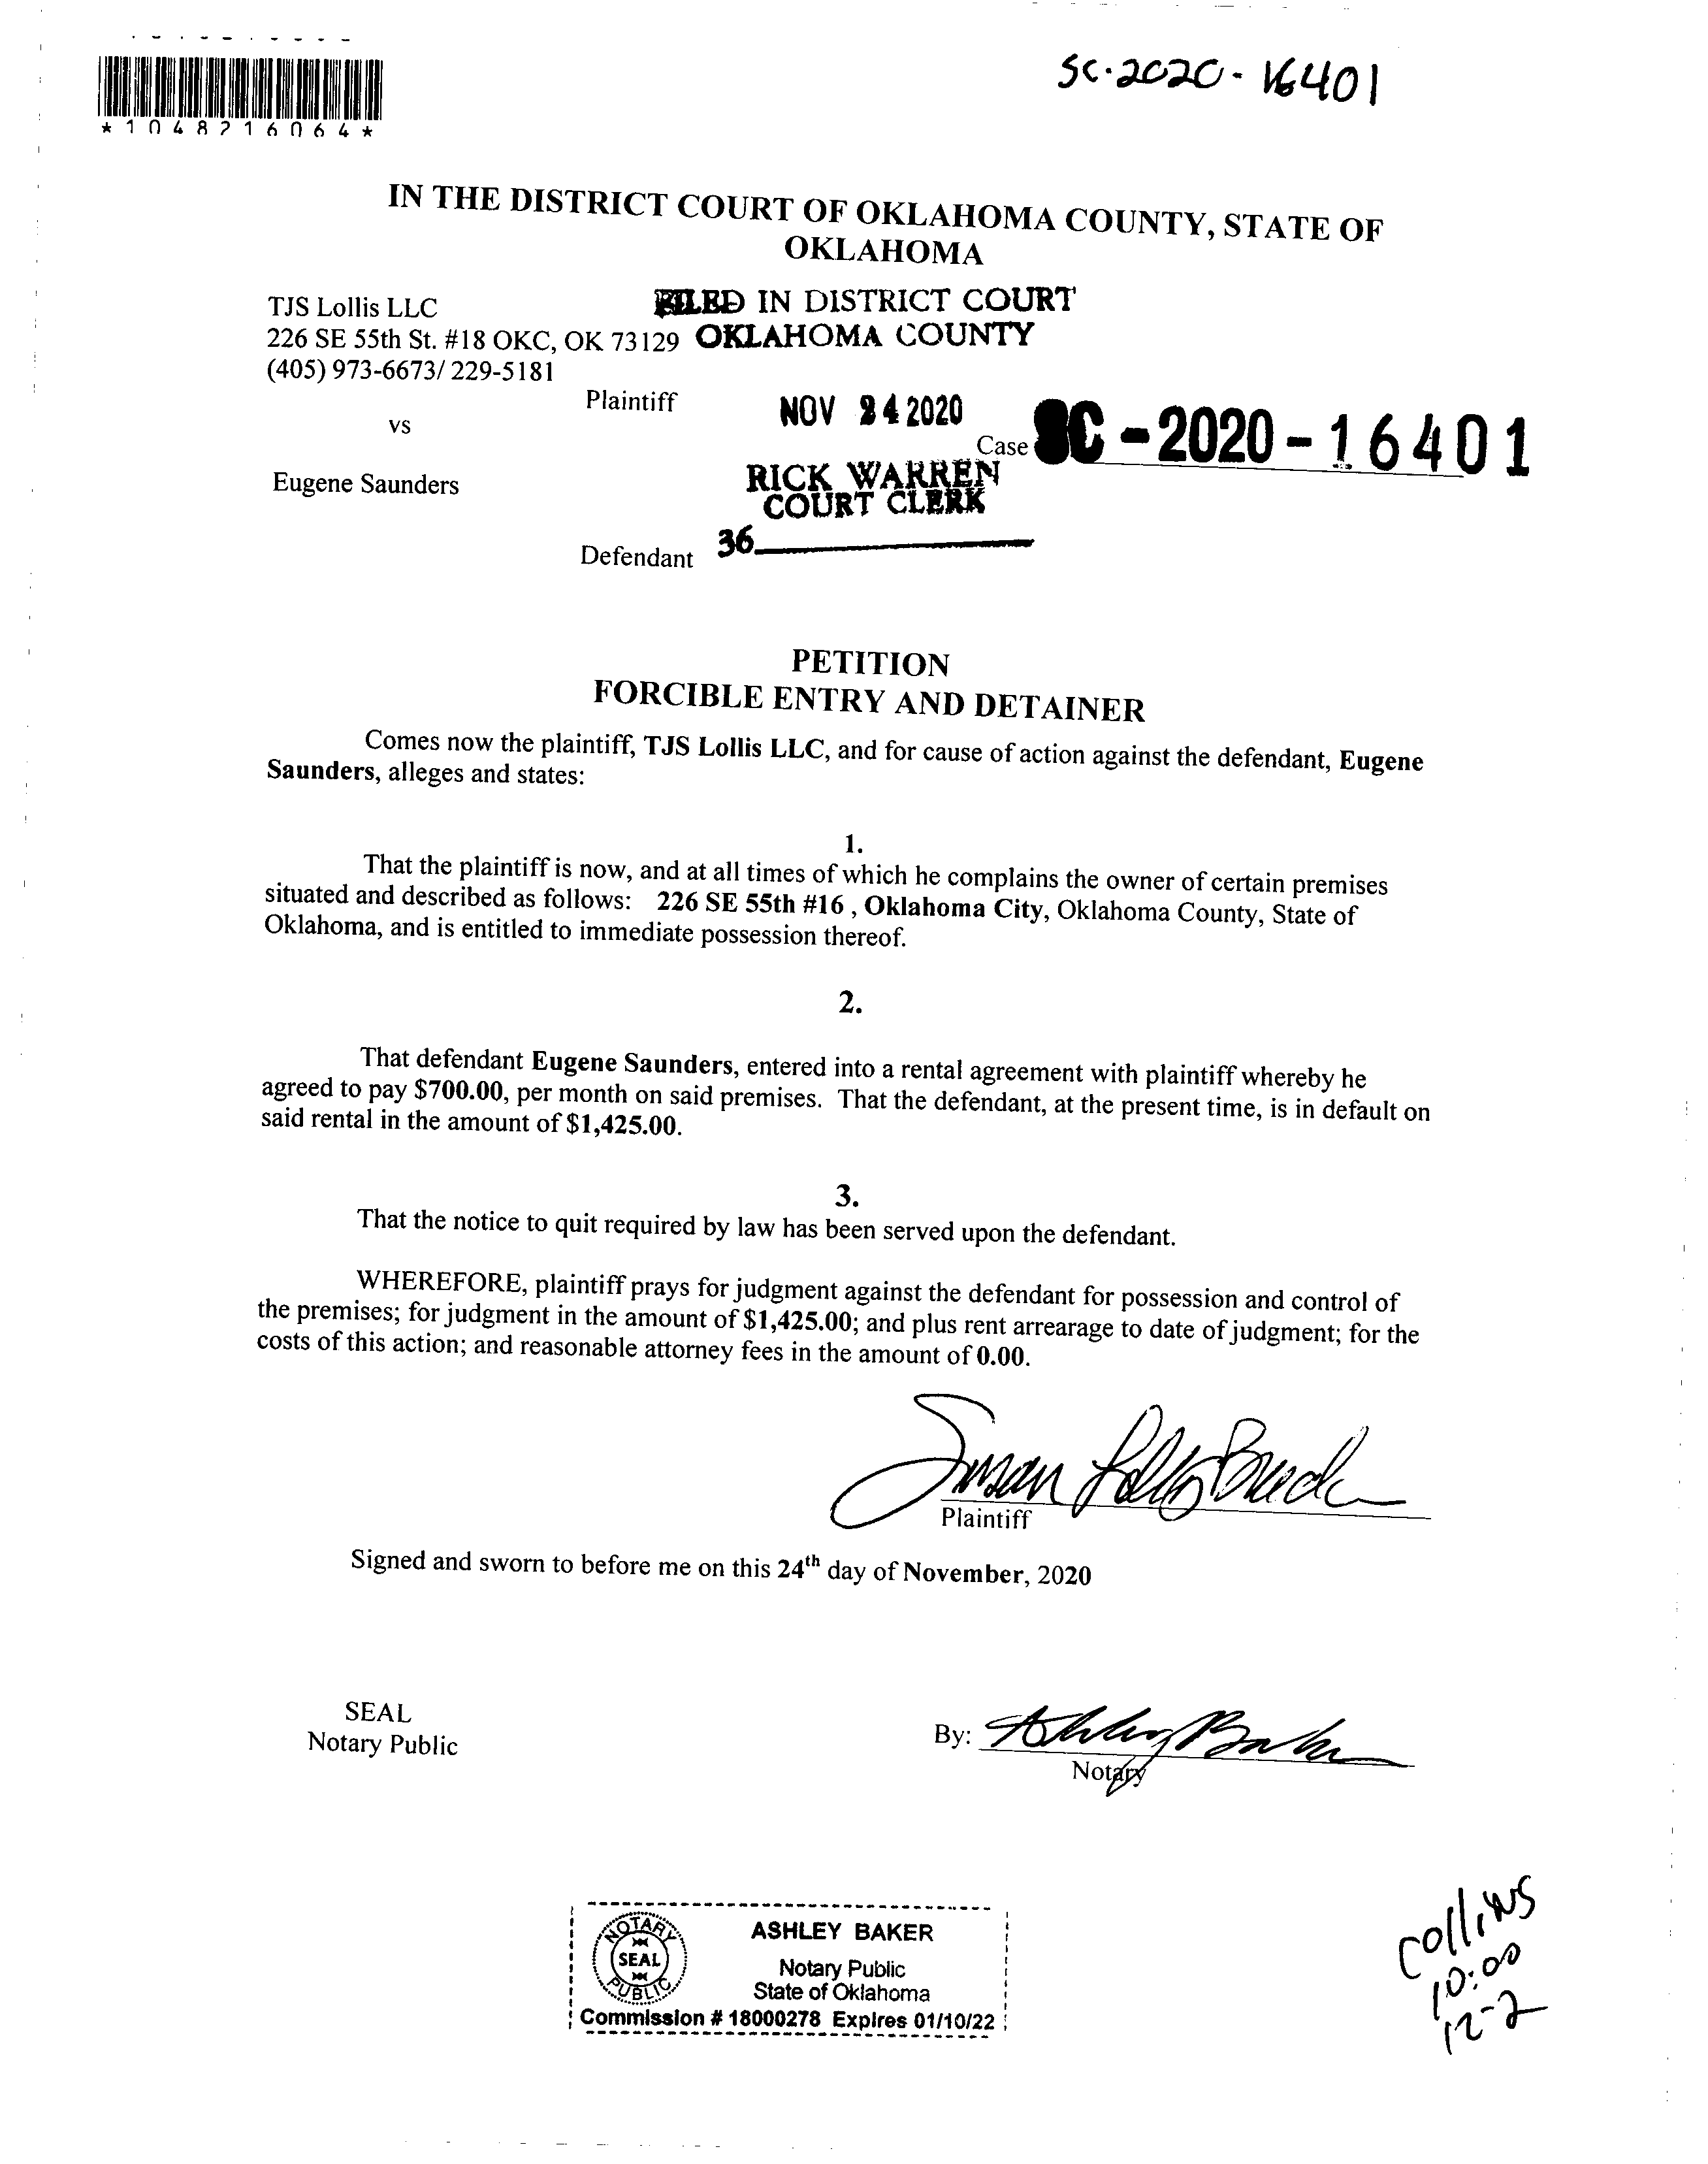 SC-2020-16401
*1048216064*
IN THE DISTRICT COURT OF OKLAHOMA COUNTY, STATE OF
OKLAHOMA
TJS Lollis LLC
FILED IN DISTRICT COURT
226 SE 55th St. #18 OKC, OK 73129
OKLAHOMA COUNTY
(405) 973-6673/ 229-5181
Plaintiff
NOV 24 2020
vs
Case SC-2020-16401
RICK WARREN
Eugene Saunders
COURT CLERK
36
Defendant
PETITION
FORCIBLE ENTRY AND DETAINER
Comes now the plaintiff, TJS Lollis LLC, and for cause of action against the defendant, Eugene
Saunders, alleges and states:
1.
That the plaintiff is now, and at all times of which he complains the owner of certain premises
situated and described as follows: 226 SE 55th #16 , Oklahoma City, Oklahoma County, State of
Oklahoma, and is entitled to immediate possession thereof.
2.
That defendant Eugene Saunders, entered into a rental agreement with plaintiff whereby he
agreed to pay $700.00, per month on said premises. That the defendant, at the present time, is in default on
said rental in the amount of $1,425.00.
3.
That the notice to quit required by law has been served upon the defendant.
WHEREFORE, plaintiff prays for judgment against the defendant for possession and control of
the premises; for judgment in the amount of $1,425.00; and plus rent arrearage to date of judgment; for the
costs of this action; and reasonable attorney fees in the amount of 0.00.
Susan Lollis
Plaintiff
Signed and sworn to before me on this 24th day of November, 2020
SEAL
Notary Public
By: Ashley Baker
Notary
NOTARY
SEAL
PUBLIC
ASHLEY BAKER
Notary Public
State of Oklahoma
Commission # 18000278 Expires 01/10/22
Collins
10:00
12-2